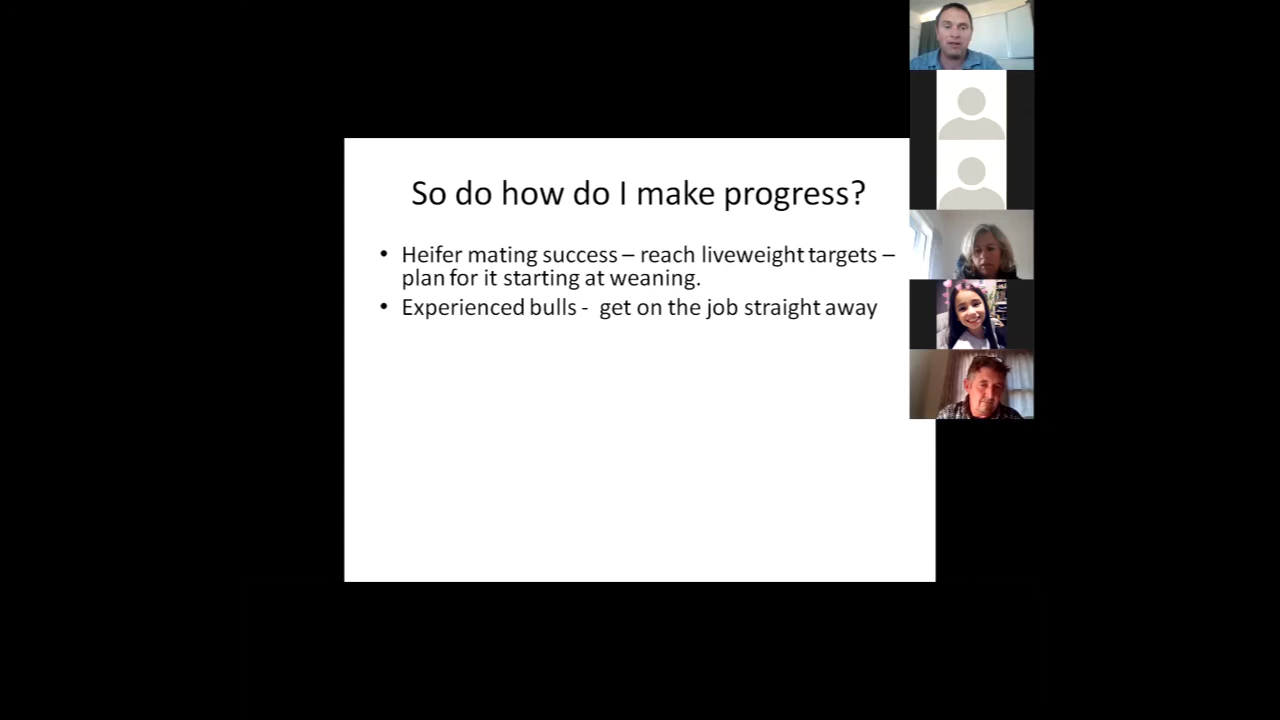 So do how do I make progress?
• Heifer mating success – reach liveweight targets –
plan for it starting at weaning.
• Experienced bulls -  get on the job straight away